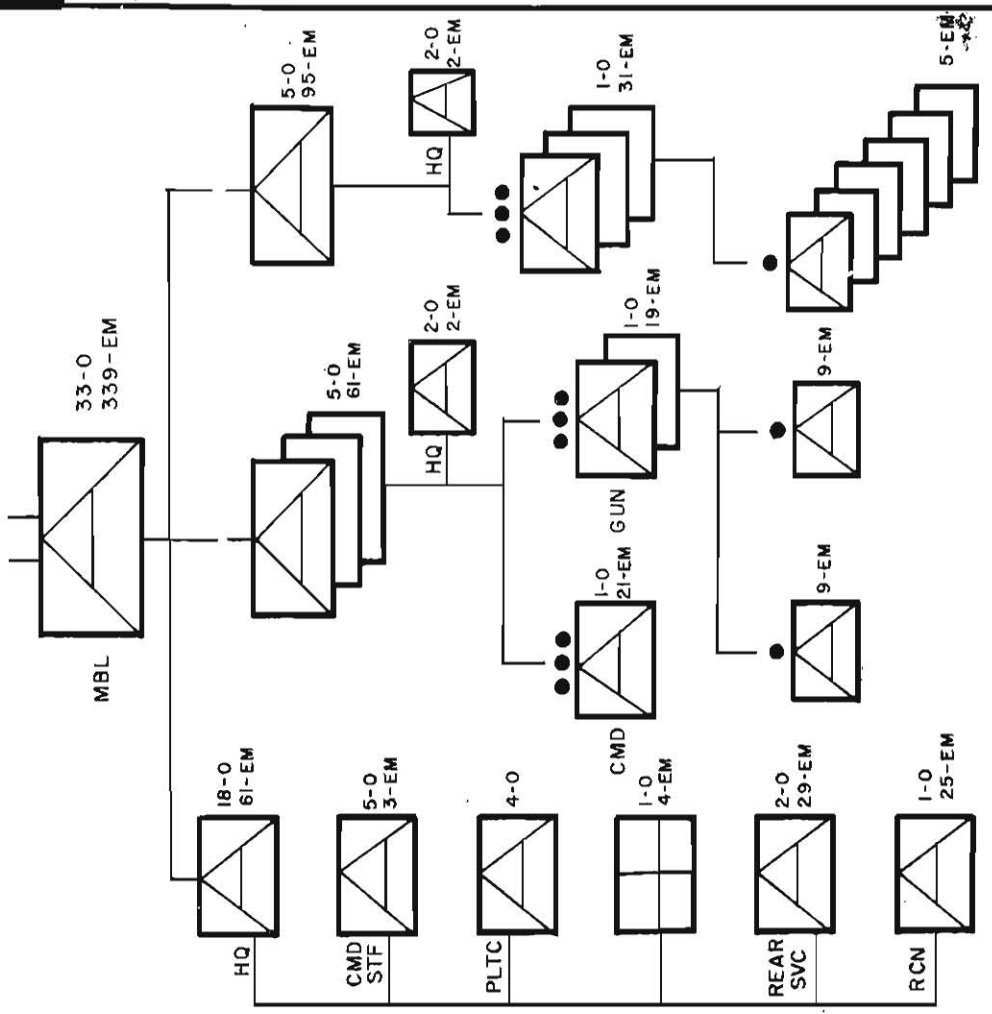 33-O
339-EM
MBL
18-O
61-EM
HQ
5-O
3-EM
CMD
STF
4-O
PLTC
1-O
4-EM
2-O
29-EM
REAR
SVC
1-O
25-EM
RCN
5-O
61-EM
2-O
2-EM
HQ
1-O
21-EM
CMD
1-O
19-EM
GUN
9-EM
9-EM
5-O
95-EM
2-O
2-EM
HQ
1-O
31-EM
5-EM